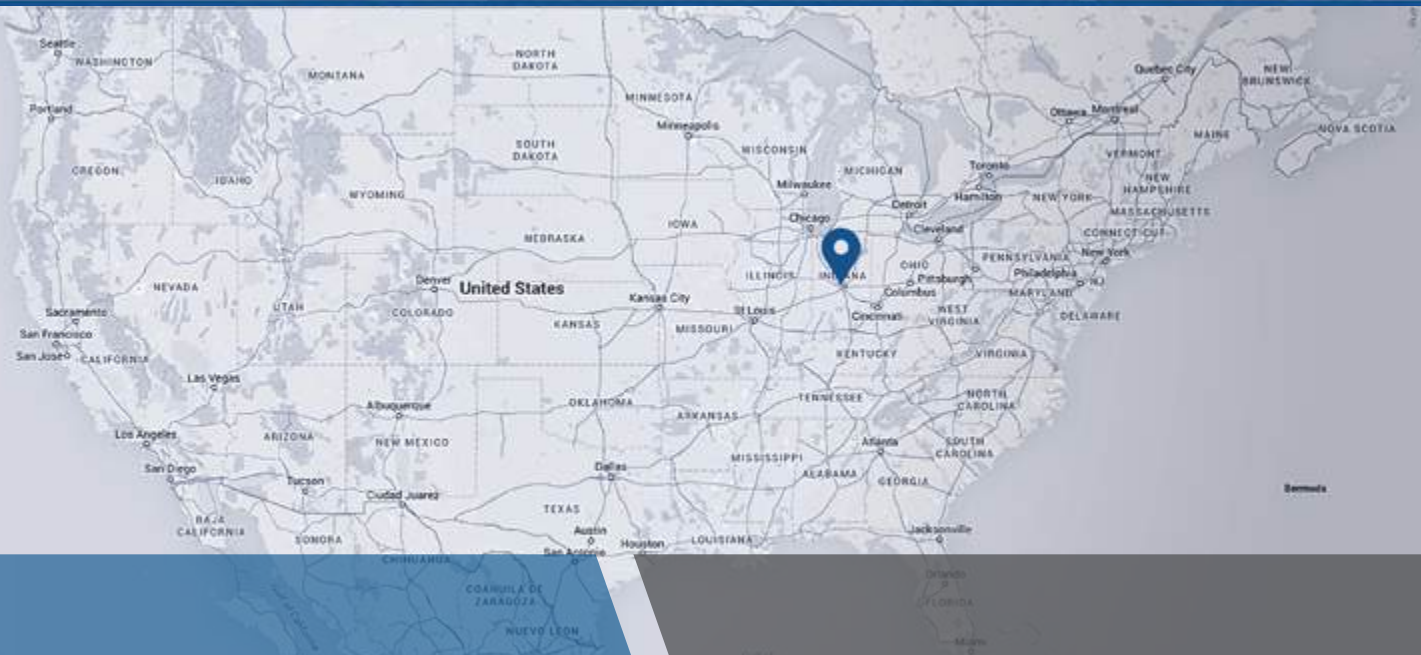 Seattle
WASHINGTON
MONTANA
NORTH
DAKOTA
MINNESOTA
Quebec City
NEW
BRUNSWICK
Portland
Ottawa
Montreal
MAINE
NOVA SCOTIA
Minneapolis
SOUTH
DAKOTA
WISCONSIN
VERMONT
OREGON
IDAHO
WYOMING
MICHIGAN
Toronto
NEW
HAMPSHIRE
Milwaukee
Hamilton
NEW YORK
Detroit
MASSACHUSETTS
Chicago
IOWA
Cleveland
CONNECTICUT
NEBRASKA
PENNSYLVANIA
New York
OHIO
ILLINOIS
Pittsburgh
Philadelphia
NJ
NEVADA
Denver
United States
Columbus
MARYLAND
UTAH
COLORADO
Kansas City
St Louis
Cincinnati
WEST
VIRGINIA
DELAWARE
Sacramento
San Francisco
KANSAS
MISSOURI
San Jose
CALIFORNIA
KENTUCKY
VIRGINIA
Las Vegas
Albuquerque
OKLAHOMA
TENNESSEE
NORTH
CAROLINA
ARKANSAS
Los Angeles
ARIZONA
NEW MEXICO
Atlanta
SOUTH
CAROLINA
San Diego
Dallas
MISSISSIPPI
ALABAMA
GEORGIA
Tucson
Ciudad Juarez
Bermuda
TEXAS
BAJA
CALIFORNIA
SONORA
Austin
Houston
LOUISIANA
Jacksonville
San Antonio
CHIHUAHUA
COAHUILA DE
ZARAGOZA
Orlando
FLORIDA
Gulf of California
NUEVO LEON
Miami